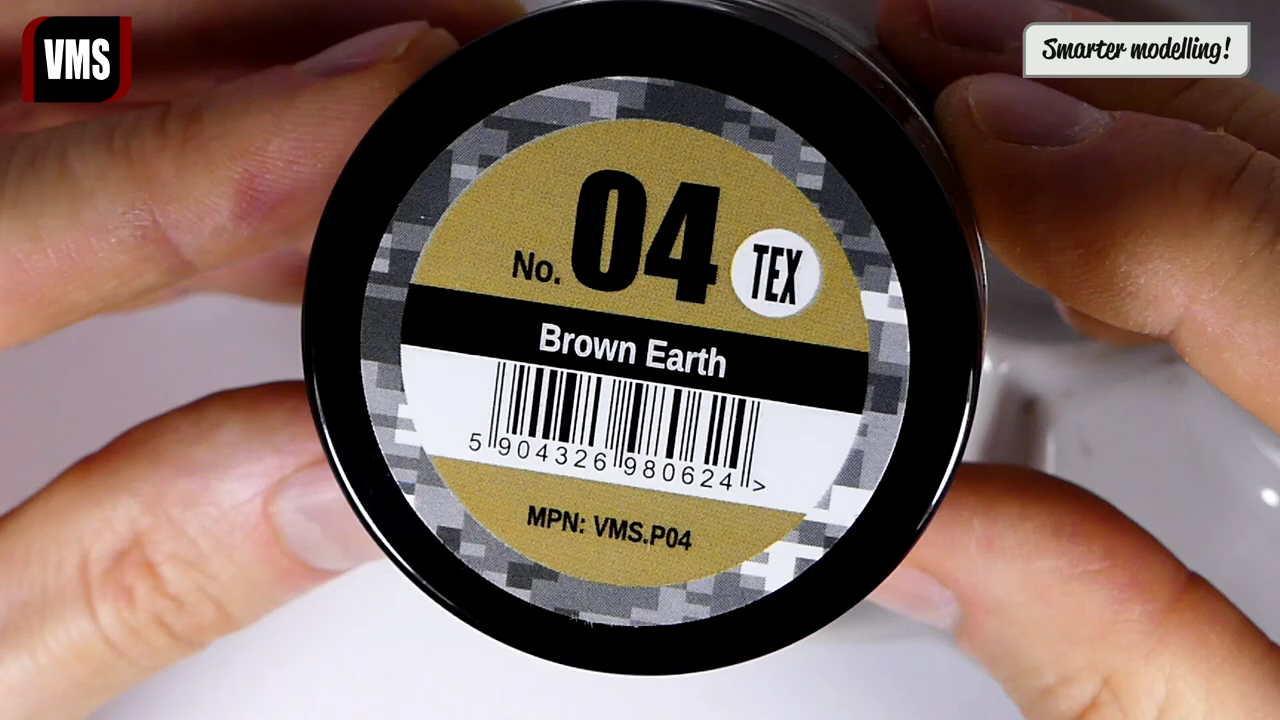 VMS
Smarter modelling!
No. 04
TEX
Brown Earth
5 904326 980624 >
MPN: VMS.P04